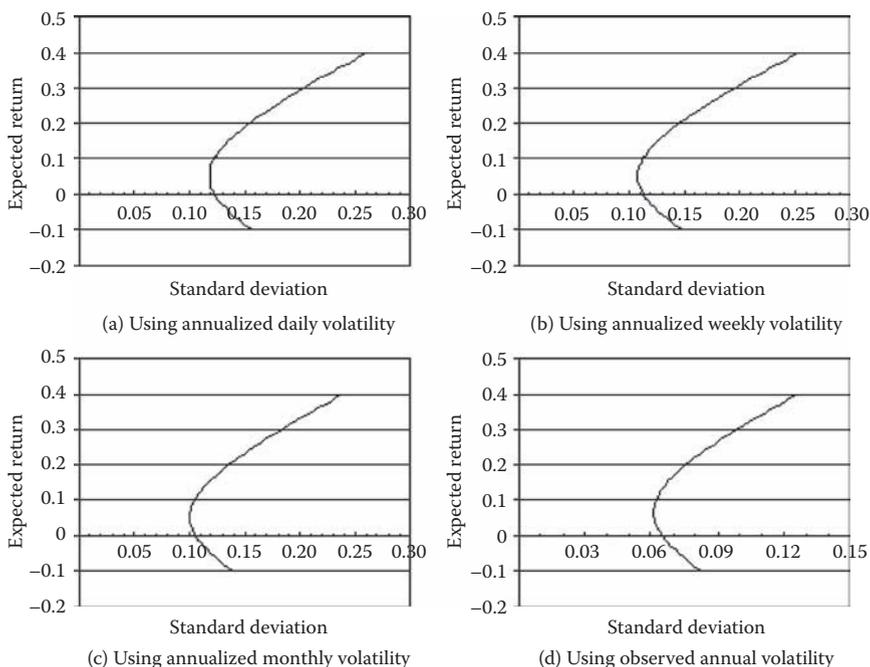 0.5
0.4
0.3
0.2
0.1
0
−0.1
−0.2
Expected return
0.05 0.10 0.15 0.20 0.25 0.30
Standard deviation
(a) Using annualized daily volatility
0.5
0.4
0.3
0.2
0.1
0
−0.1
−0.2
Expected return
0.05 0.10 0.15 0.20 0.25 0.30
Standard deviation
(b) Using annualized weekly volatility
0.5
0.4
0.3
0.2
0.1
0
−0.1
−0.2
Expected return
0.05 0.10 0.15 0.20 0.25 0.30
Standard deviation
(c) Using annualized monthly volatility
0.5
0.4
0.3
0.2
0.1
0
−0.1
−0.2
Expected return
0.03 0.06 0.09 0.12 0.15
Standard deviation
(d) Using observed annual volatility